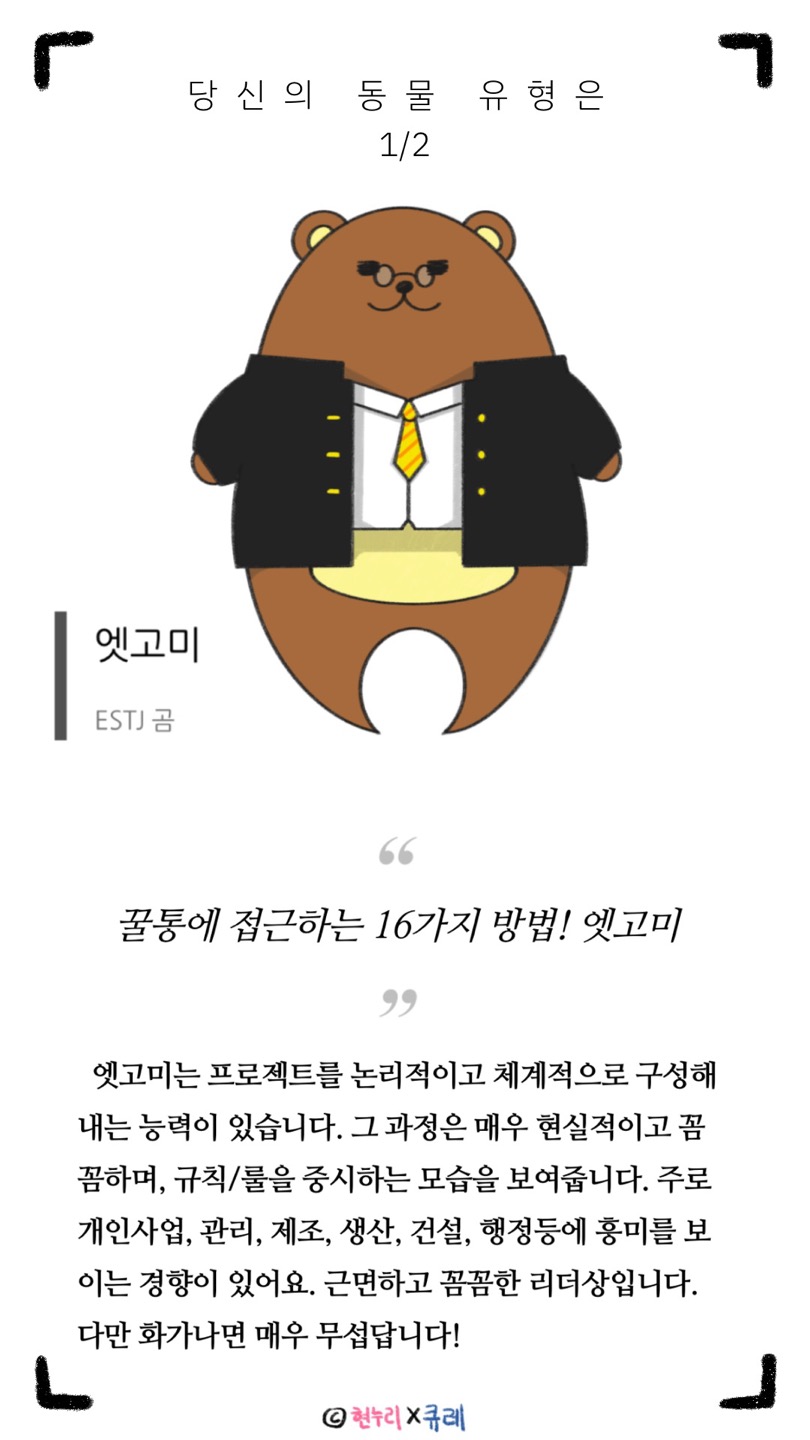 당신의 동물 유형은
1/2
엣고미
ESTJ 곰
“
꿀통에 접근하는 16가지 방법! 엣고미
”
엣고미는 프로젝트를 논리적이고 체계적으로 구성해
내는 능력이 있습니다. 그 과정은 매우 현실적이고 꼼
꼼하며, 규칙/룰을 중시하는 모습을 보여줍니다. 주로
개인사업, 관리, 제조, 생산, 건설, 행정등에 흥미를 보
이는 경향이 있어요. 근면하고 꼼꼼한 리더상입니다.
다만 화가나면 매우 무섭답니다!
© 현누리 X 큐레